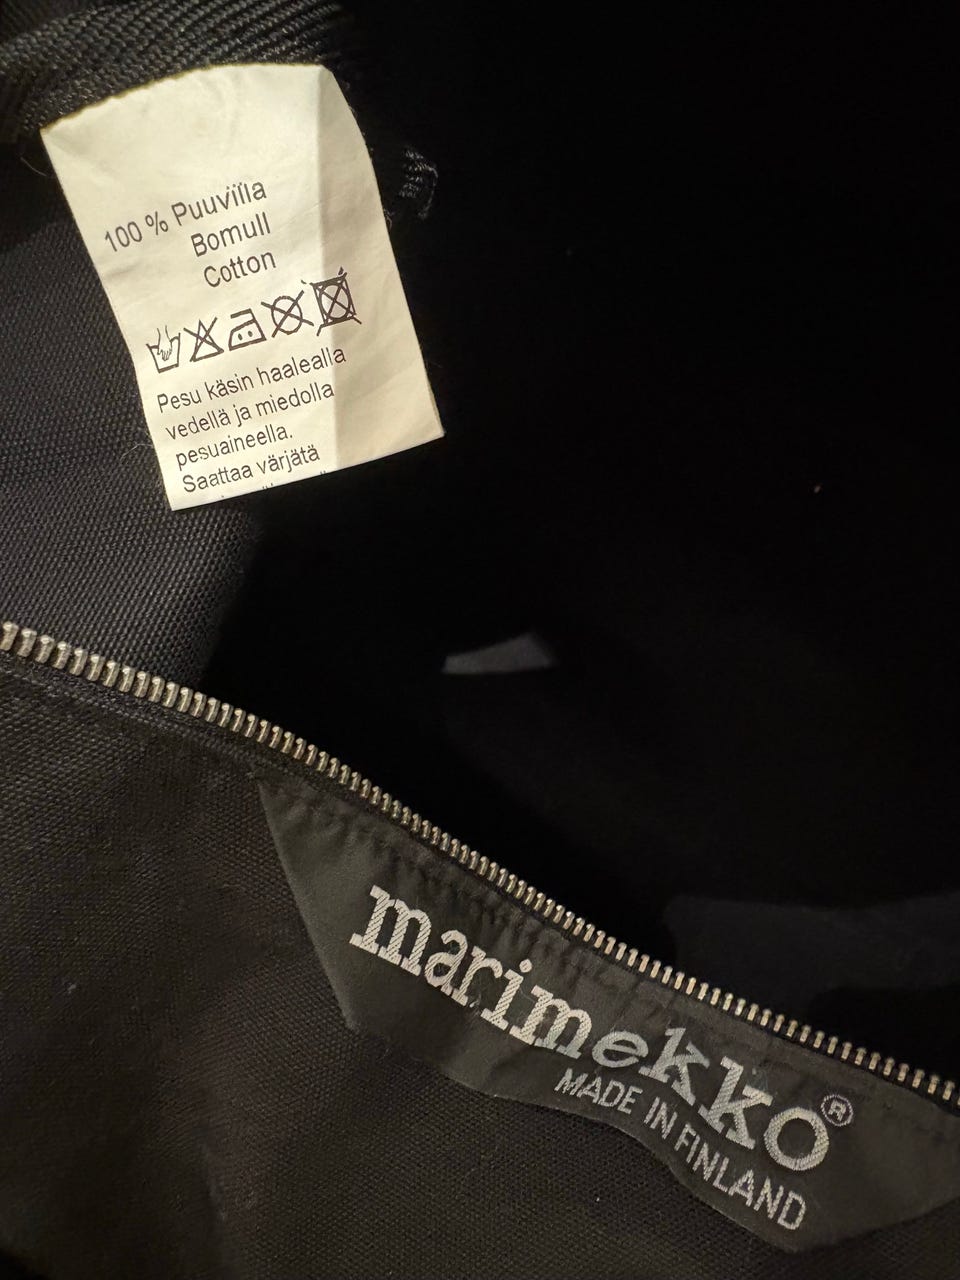 100 % Puuvilla
Bomull
Cotton
Pesu käsin haalealla
vedellä ja miedolla
pesuaineella.
Saattaa värjätä
marimekko®
MADE IN FINLAND